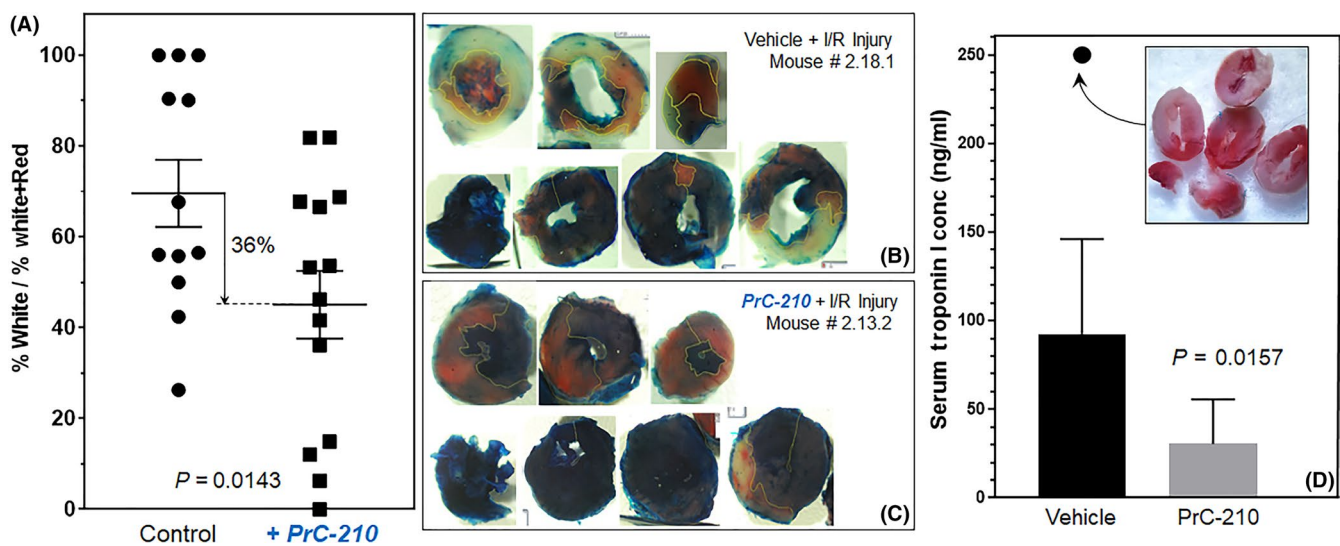 (A)
% White / % white+Red
100
80
60
40
20
0
36%
P = 0.0143
Control
+ PrC-210
Vehicle + I/R Injury
Mouse # 2.18.1
(B)
PrC-210 + I/R Injury
Mouse # 2.13.2
(C)
Serum troponin I conc (ng/ml)
250
200
150
100
50
0
P = 0.0157
(D)
Vehicle
PrC-210